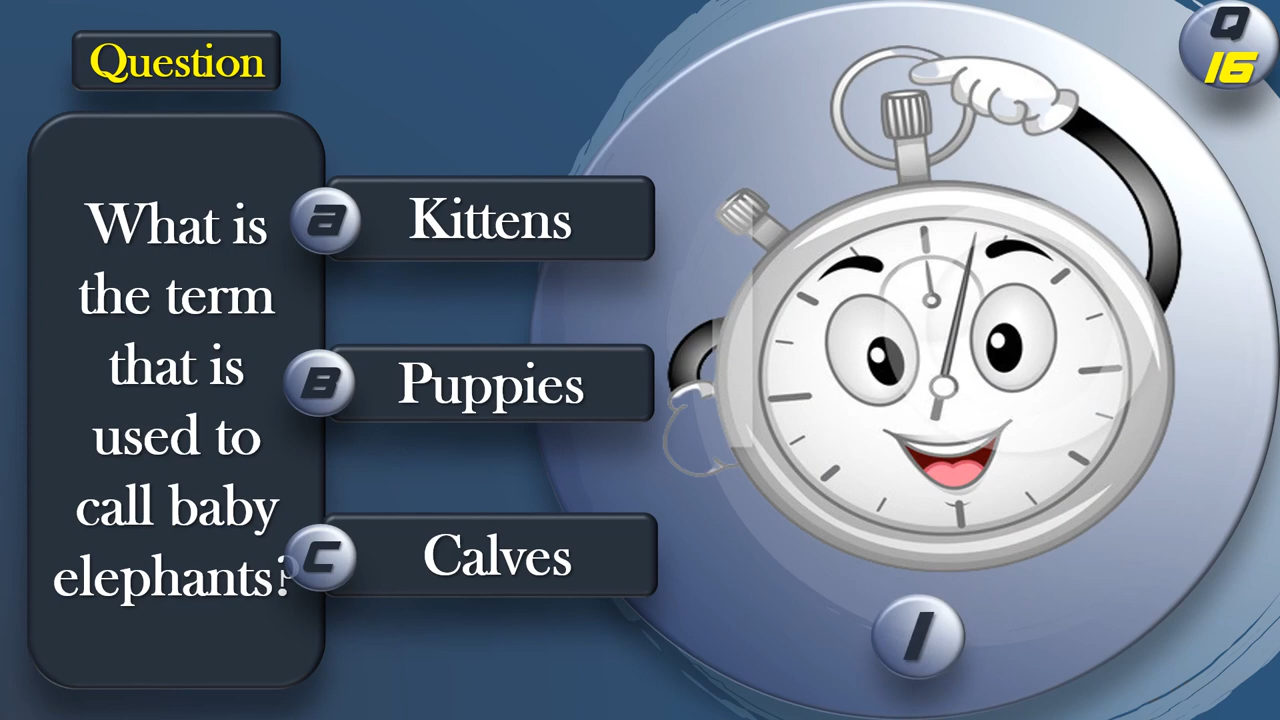 Question
Q
16
What is
the term
that is
used to
call baby
elephants?
a Kittens
B Puppies
C Calves
1